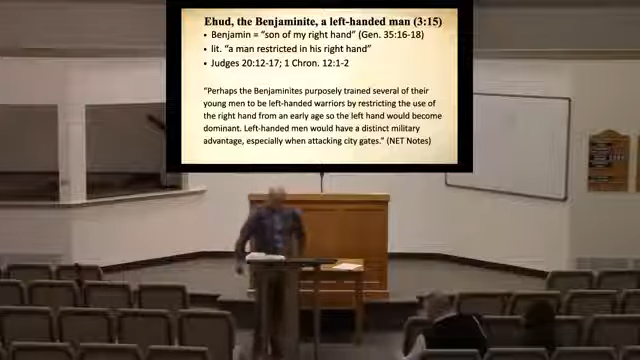 Ehud, the Benjaminite, a left-handed man (3:15)
• Benjamin = "son of my right hand" (Gen. 35:16-18)
• lit. "a man restricted in his right hand"
• Judges 20:12-17; 1 Chron. 12:1-2
"Perhaps the Benjaminites purposely trained several of their
young men to be left-handed warriors by restricting the use of
the right hand from an early age so the left hand would become
dominant. Left-handed men would have a distinct military
advantage, especially when attacking city gates." (NET Notes)